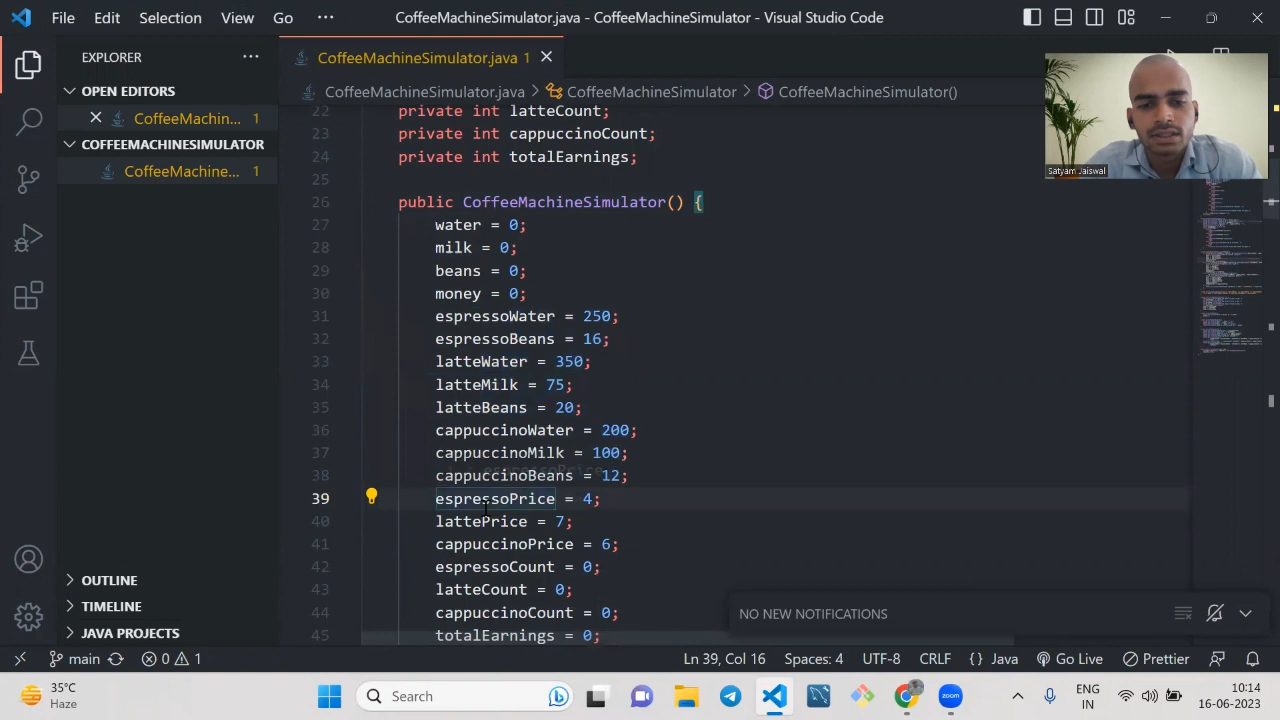 File Edit Selection View Go ··· CoffeeMachineSimulator.java - CoffeeMachineSimulator - Visual Studio Code
EXPLORER ···
OPEN EDITORS
CoffeeMachin... 1
COFFEEMACHINESIMULATOR
CoffeeMachine... 1
OUTLINE
TIMELINE
JAVA PROJECTS
CoffeeMachineSimulator.java 1
CoffeeMachineSimulator.java > CoffeeMachineSimulator > CoffeeMachineSimulator()
22 private int latteCount;
23 private int cappuccinoCount;
24 private int totalEarnings;
25
26 public CoffeeMachineSimulator() {
27 water = 0;
28 milk = 0;
29 beans = 0;
30 money = 0;
31 espressoWater = 250;
32 espressoBeans = 16;
33 latteWater = 350;
34 latteMilk = 75;
35 latteBeans = 20;
36 cappuccinoWater = 200;
37 cappuccinoMilk = 100;
38 cappuccinoBeans = 12;
39 espressoPrice = 4;
40 lattePrice = 7;
41 cappuccinoPrice = 6;
42 espressoCount = 0;
43 latteCount = 0;
44 cappuccinoCount = 0;
45 totalEarnings = 0;
Satyam Jaiswal
NO NEW NOTIFICATIONS
main 0 1 Ln 39, Col 16 Spaces: 4 UTF-8 CRLF {} Java Go Live Prettier
35°C
Haze
Search
zoom
ENG
IN
10:14
16-06-2023